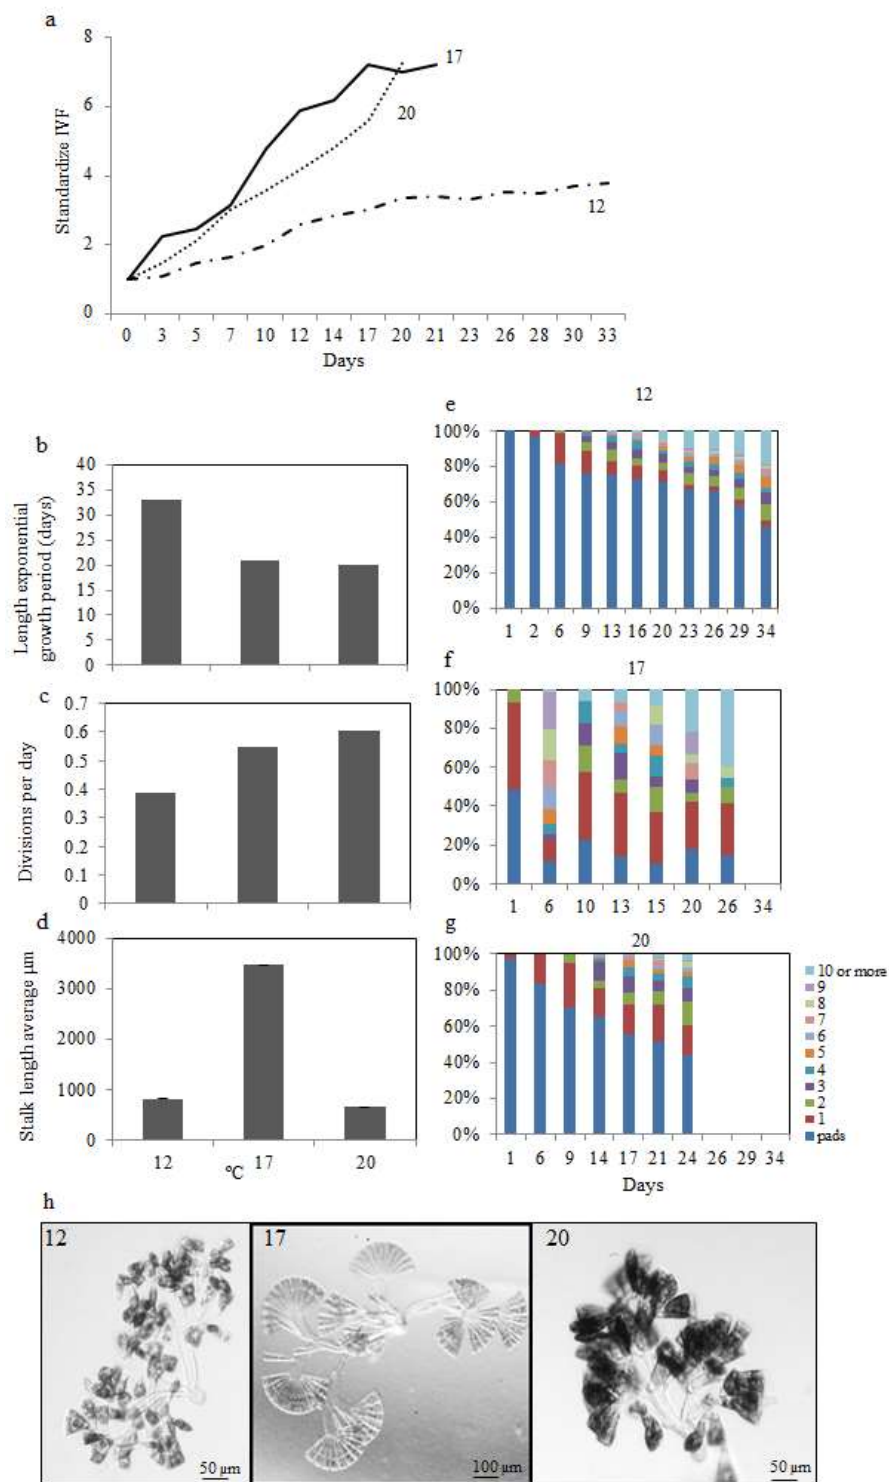 a
Standardize IVF
8
6
4
2
0
17
20
12
0 3 5 7 10 12 14 17 20 21 23 26 28 30 33
Days
b
Length exponential
growth period (days)
40
35
30
25
20
15
10
5
0
c
Divisions per day
0.7
0.6
0.5
0.4
0.3
0.2
0.1
0
d
Stalk length average µm
4000
3000
2000
1000
0
12 17 20
°C
e
12
100%
80%
60%
40%
20%
0%
1 2 6 9 13 16 20 23 26 29 34
f
17
100%
80%
60%
40%
20%
0%
1 6 10 13 15 20 26 34
g
20
100%
80%
60%
40%
20%
0%
1 6 9 14 17 21 24 26 29 34
Days
10 or more
9
8
7
6
5
4
3
2
1
pads
h
12
50 µm
17
100 µm
20
50 µm